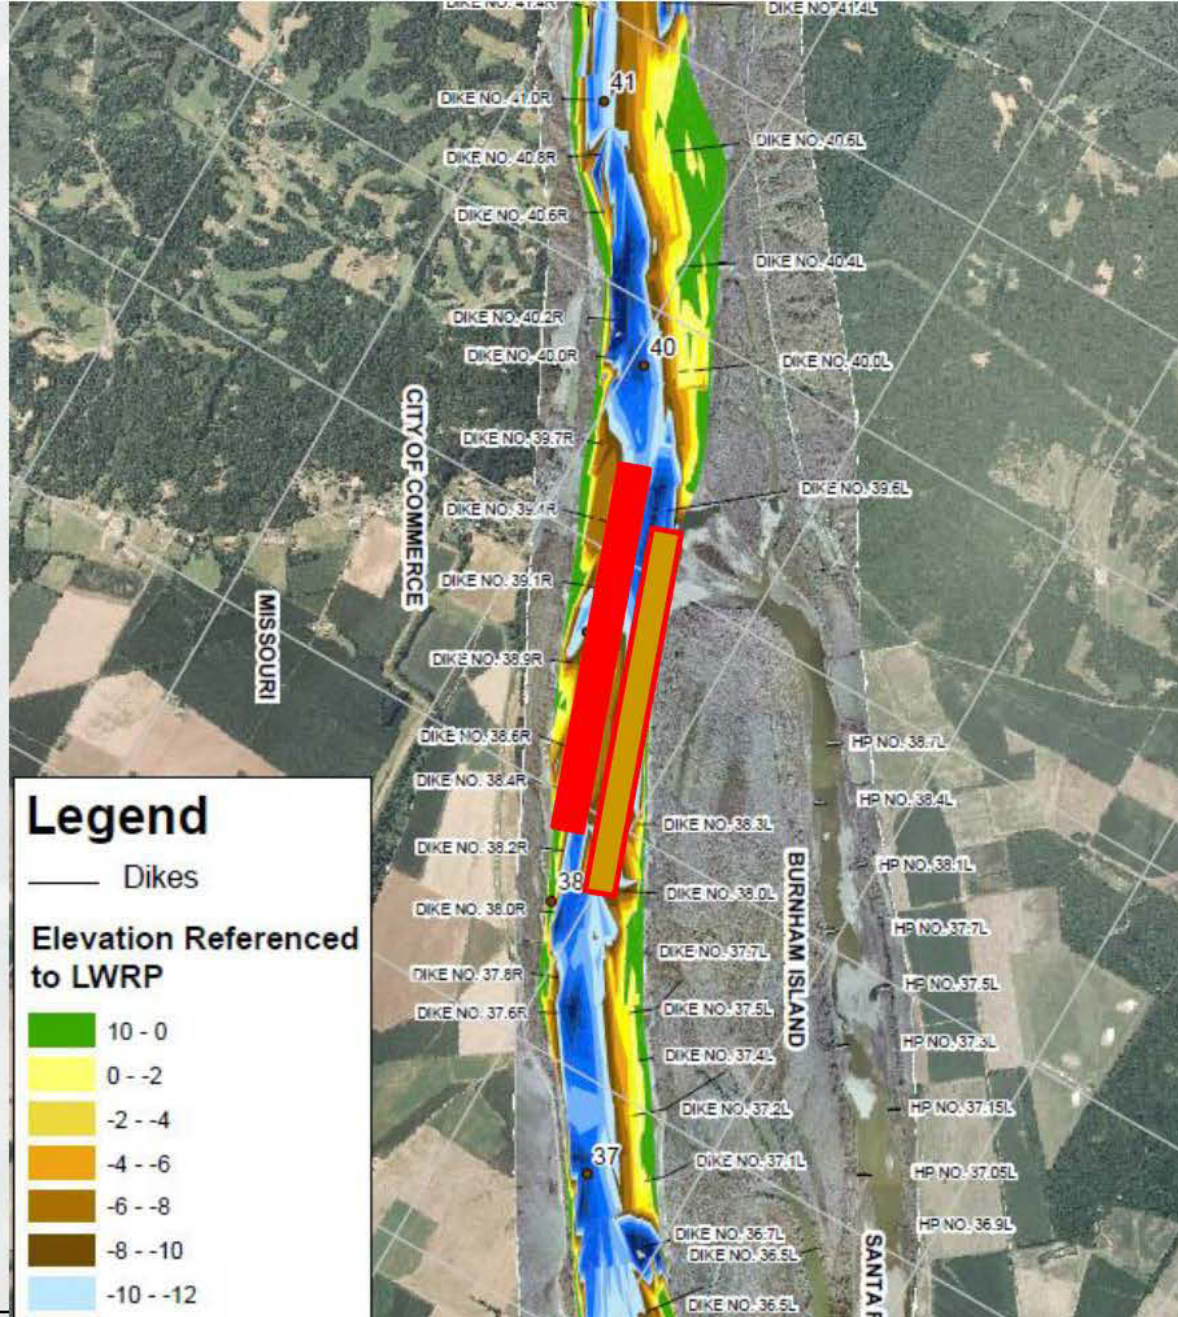 DIKE NO. 41.4R
DIKE NO. 41.4L
41
DIKE NO. 41.0R
DIKE NO. 40.6L
DIKE NO. 40.8R
DIKE NO. 40.6R
DIKE NO. 40.4L
DIKE NO. 40.2R
40
DIKE NO. 40.0R
DIKE NO. 40.0L
CITY OF COMMERCE
DIKE NO. 39.7R
DIKE NO. 39.6L
DIKE NO. 39.4R
DIKE NO. 39.1R
MISSOURI
DIKE NO. 38.9R
DIKE NO. 38.6R
HP NO. 38.7L
DIKE NO. 38.4R
HP NO. 38.4L
DIKE NO. 38.3L
DIKE NO. 38.2R
HP NO. 38.1L
BURNHAM ISLAND
38
DIKE NO. 38.0L
DIKE NO. 38.0R
HP NO. 37.7L
DIKE NO. 37.7L
DIKE NO. 37.8R
HP NO. 37.5L
DIKE NO. 37.6R
DIKE NO. 37.5L
HP NO. 37.3L
DIKE NO. 37.4L
DIKE NO. 37.2L
HP NO. 37.15L
37
DIKE NO. 37.1L
HP NO. 37.05L
HP NO. 36.9L
DIKE NO. 36.7L
DIKE NO. 36.5L
DIKE NO. 36.5L
Legend
Dikes
Elevation Referenced
to LWRP
10 - 0
0 - -2
-2 - -4
-4 - -6
-6 - -8
-8 - -10
-10 - -12